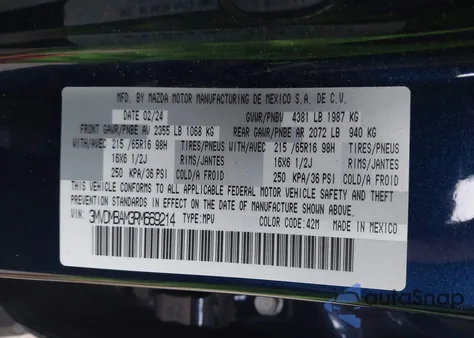 MFD. BY MAZDA MOTOR MANUFACTURING DE MEXICO S.A. DE C.V.
DATE 02/24 GVWR/PNBV 4381 LB 1987 KG
FRONT GAWR/PNBE AV 2355 LB 1068 KG REAR GAWR/PNBE AR 2072 LB 940 KG
WITH/AVEC 215 /65R16 98H TIRES/PNEU WITH/AVEC 215 /65R16 98H TIRES/PNEU
16X6 1/2J RIMS/JANTES 16X6 1/2J RIMS/JANTES
250 KPA/36 PSI COLD/A FROID 250 KPA/36 PSI COLD/A FROID
THIS VEHICLE CONFORMS TO ALL APPLICABLE FEDERAL MOTOR VEHICLE SAFETY AND THEFT
PREVENTION STANDARDS IN EFFECT ON THE DATE OF MANUFACTURE SHOWN ABOVE.
VIN: 3MVDMBAM3RM669214 TYPE: MPV COLOR CODE: 42M MADE IN MEXICO
autoSnap